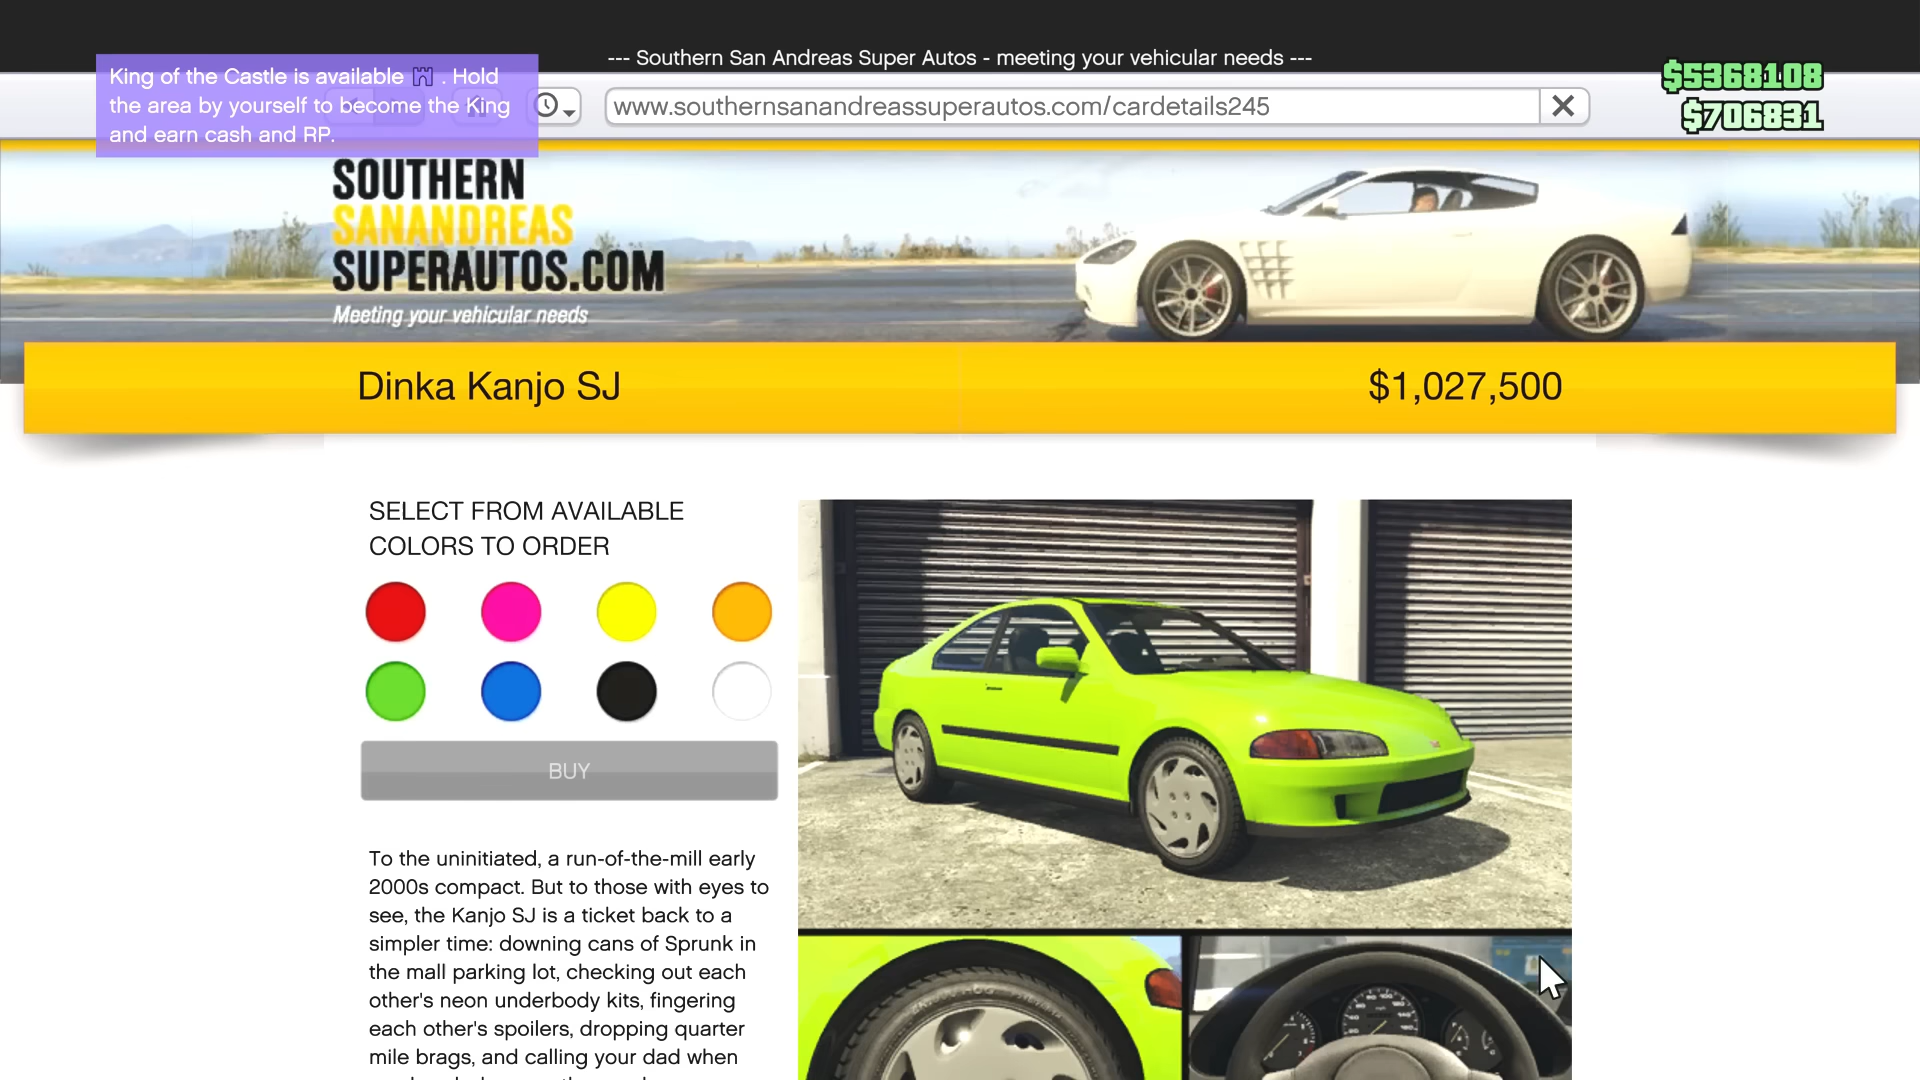 --- Southern San Andreas Super Autos - meeting your vehicular needs ---
King of the Castle is available . Hold
the area by yourself to become the King
and earn cash and RP.
www.southernsanandreassuperautos.com/cardetails245
$5368108
$706831
SOUTHERN
SANANDREAS
SUPERAUTOS.COM
Meeting your vehicular needs
Dinka Kanjo SJ
$1,027,500
SELECT FROM AVAILABLE
COLORS TO ORDER
BUY
To the uninitiated, a run-of-the-mill early
2000s compact. But to those with eyes to
see, the Kanjo SJ is a ticket back to a
simpler time: downing cans of Sprunk in
the mall parking lot, checking out each
other's neon underbody kits, fingering
each other's spoilers, dropping quarter
mile brags, and calling your dad when